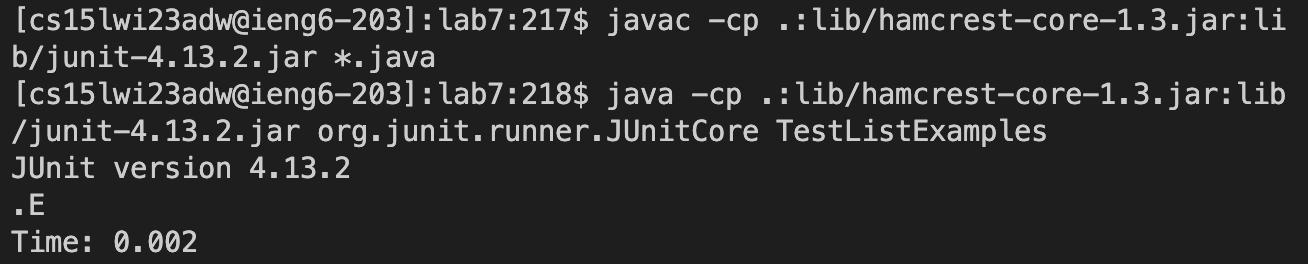 [cs15lwi23adw@ieng6-203]:lab7:217$ javac -cp .:lib/hamcrest-core-1.3.jar:li
b/junit-4.13.2.jar *.java
[cs15lwi23adw@ieng6-203]:lab7:218$ java -cp .:lib/hamcrest-core-1.3.jar:lib
/junit-4.13.2.jar org.junit.runner.JUnitCore TestListExamples
JUnit version 4.13.2
.E
Time: 0.002